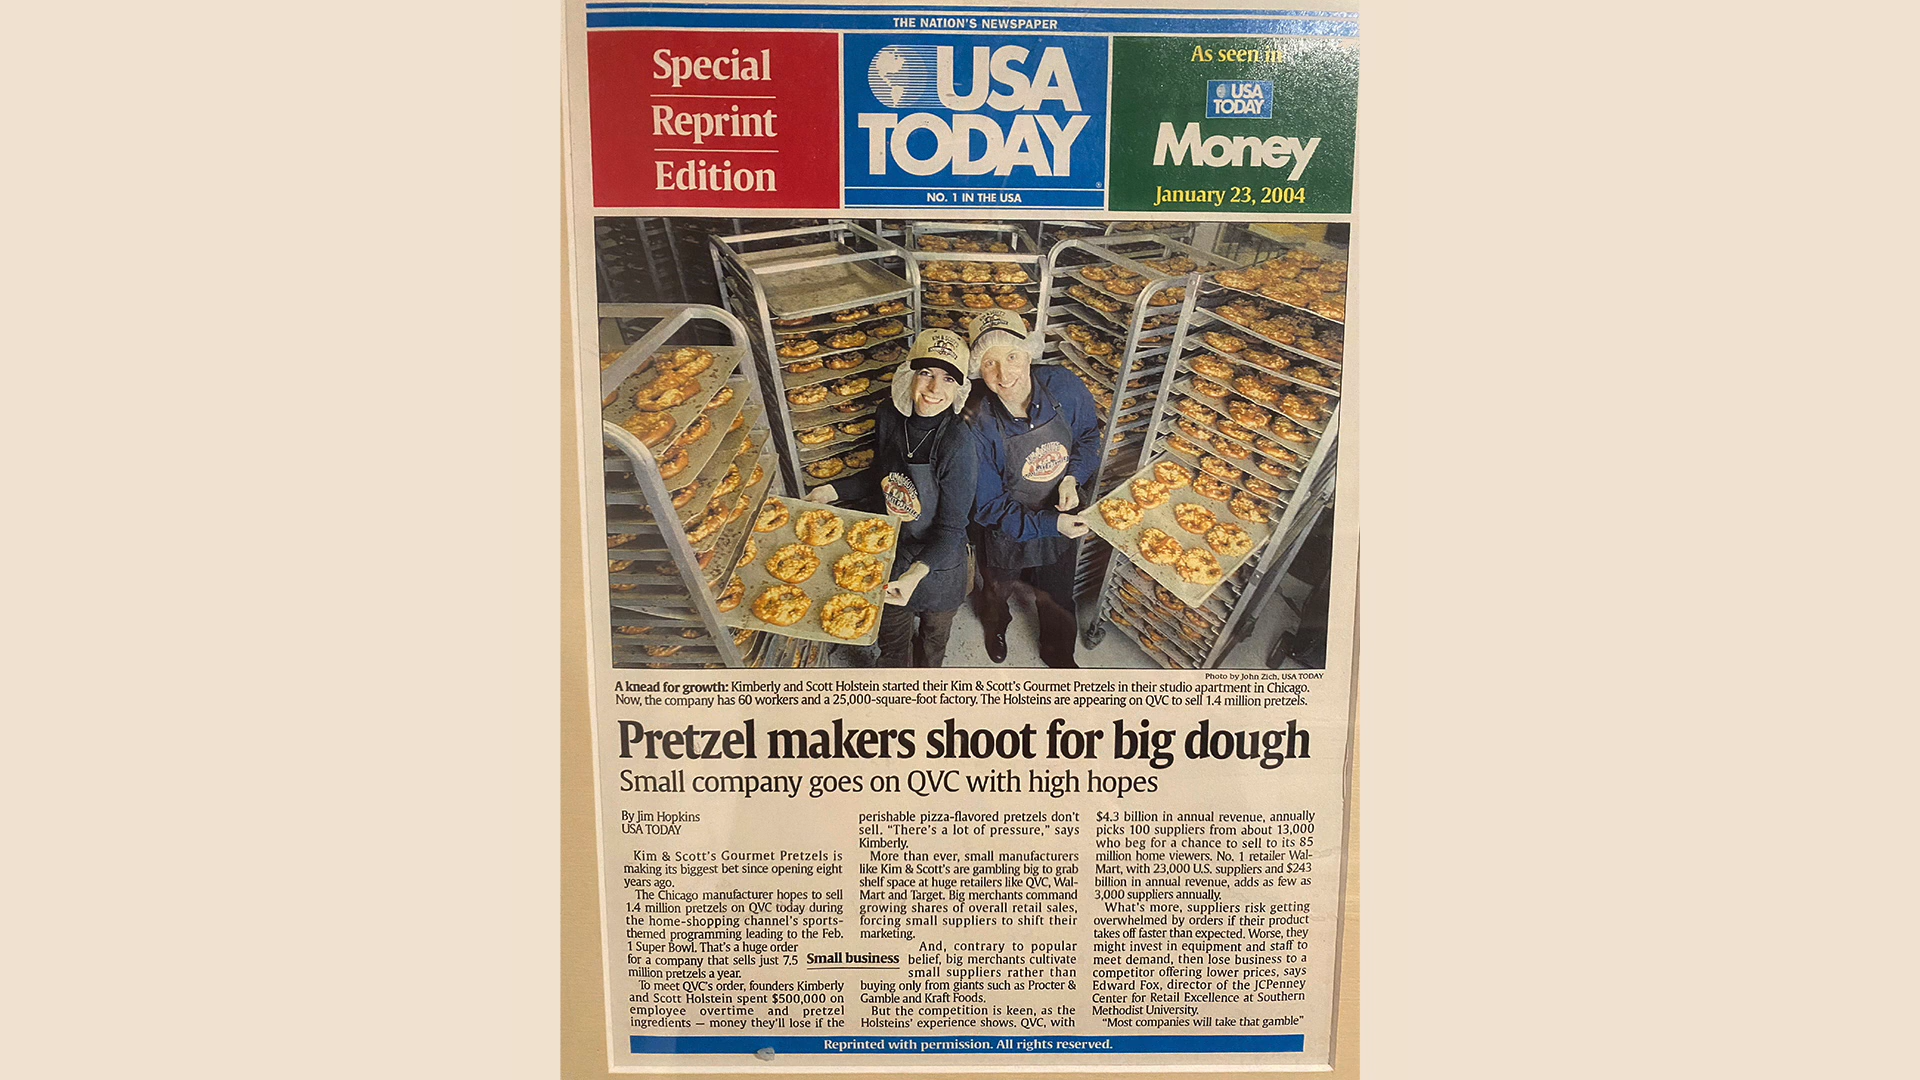 THE NATION'S NEWSPAPER
Special
Reprint
Edition
USA
TODAY
NO. 1 IN THE USA
As seen in
USA
TODAY
Money
January 23, 2004
Photo by John Zich, USA TODAY
A knead for growth: Kimberly and Scott Holstein started their Kim & Scott's Gourmet Pretzels in their studio apartment in Chicago.
Now, the company has 60 workers and a 25,000-square-foot factory. The Holsteins are appearing on QVC to sell 1.4 million pretzels.
Pretzel makers shoot for big dough
Small company goes on QVC with high hopes
By Jim Hopkins
USA TODAY
Kim & Scott's Gourmet Pretzels is
making its biggest bet since opening eight
years ago.
The Chicago manufacturer hopes to sell
1.4 million pretzels on QVC today during
the home-shopping channel's sports-
themed programming leading to the Feb.
1 Super Bowl. That's a huge order
for a company that sells just 7.5
million pretzels a year.
To meet QVC's order, founders Kimberly
and Scott Holstein spent $500,000 on
employee overtime and pretzel
ingredients — money they'll lose if the
Small business
perishable pizza-flavored pretzels don't
sell. "There's a lot of pressure," says
Kimberly.
More than ever, small manufacturers
like Kim & Scott's are gambling big to grab
shelf space at huge retailers like QVC, Wal-
Mart and Target. Big merchants command
growing shares of overall retail sales,
forcing small suppliers to shift their
marketing.
And, contrary to popular
belief, big merchants cultivate
small suppliers rather than
buying only from giants such as Procter &
Gamble and Kraft Foods.
But the competition is keen, as the
Holsteins' experience shows. QVC, with
$4.3 billion in annual revenue, annually
picks 100 suppliers from about 13,000
who beg for a chance to sell to its 85
million home viewers. No. 1 retailer Wal-
Mart, with 23,000 U.S. suppliers and $243
billion in annual revenue, adds as few as
3,000 suppliers annually.
What's more, suppliers risk getting
overwhelmed by orders if their product
takes off faster than expected. Worse, they
might invest in equipment and staff to
meet demand, then lose business to a
competitor offering lower prices, says
Edward Fox, director of the JCPenney
Center for Retail Excellence at Southern
Methodist University.
"Most companies will take that gamble"
Reprinted with permission. All rights reserved.